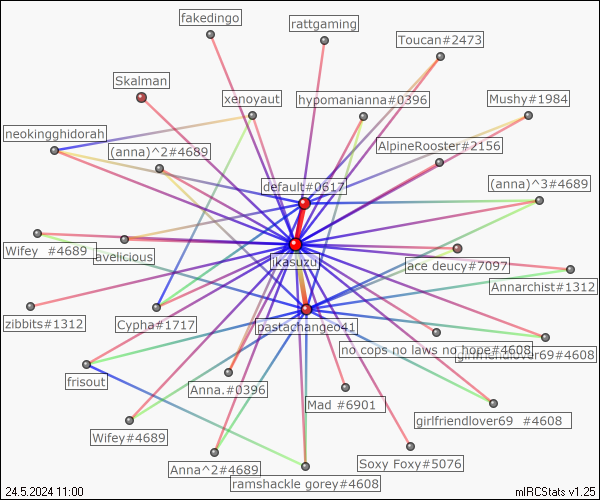 fakedingo
rattgaming
Toucan#2473
Skalman
xenoyaut
hypomanianna#0396
Mushy#1984
neokingghidorah
(anna)^2#4689
AlpineRooster#2156
default#0617
(anna)^3#4689
Wifey #4689
avelicious
ikasuzu
ace deucy#7097
Annarchist#1312
zibbits#1312
Cypha#1717
pastachangeo41
no cops no laws no hope#4608
girlfriendlover69#4608
frisout
Anna.#0396
Mad #6901
girlfriendlover69 #4608
Wifey#4689
Anna^2#4689
Soxy Foxy#5076
ramshackle gorey#4608
24.5.2024 11:00
mIRCStats v1.25